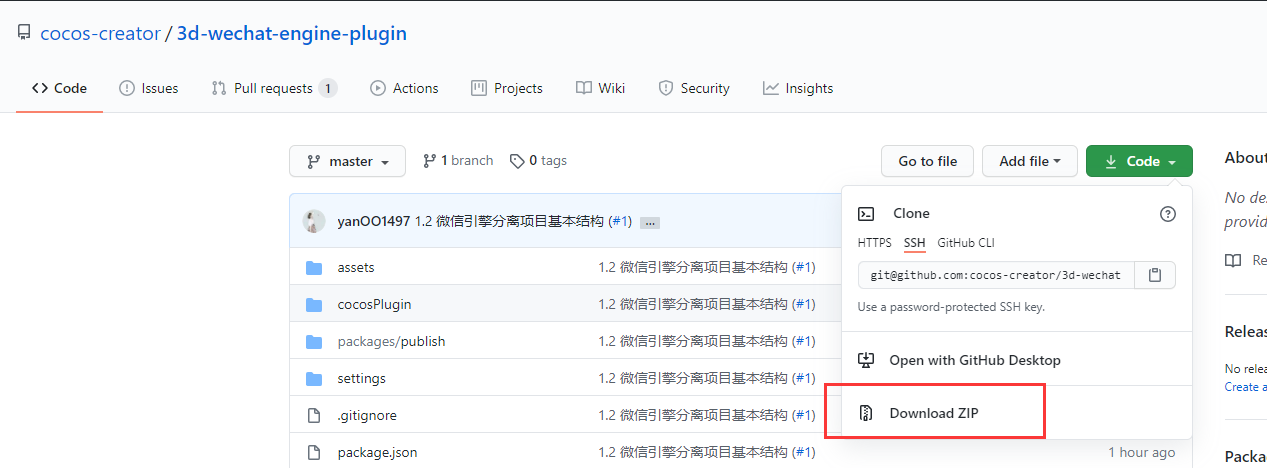 cocos-creator / 3d-wechat-engine-plugin
Code Issues Pull requests 1 Actions Projects Wiki Security Insights
master 1 branch 0 tags Go to file Add file Code
About
yanOO1497 1.2 微信引擎分离项目基本结构 (#1) ...
Clone
No des
provid
HTTPS SSH GitHub CLI
assets 1.2 微信引擎分离项目基本结构 (#1)
git@github.com:cocos-creator/3d-wechat
Re
cocosPlugin 1.2 微信引擎分离项目基本结构 (#1)
Use a password-protected SSH key.
packages/publish 1.2 微信引擎分离项目基本结构 (#1)
Releas
Open with GitHub Desktop
No relea
settings 1.2 微信引擎分离项目基本结构 (#1)
Create a
.gitignore 1.2 微信引擎分离项目基本结构 (#1)
Download ZIP
package.json 1.2 微信引擎分离项目基本结构 (#1) 1 hour ago
Packa